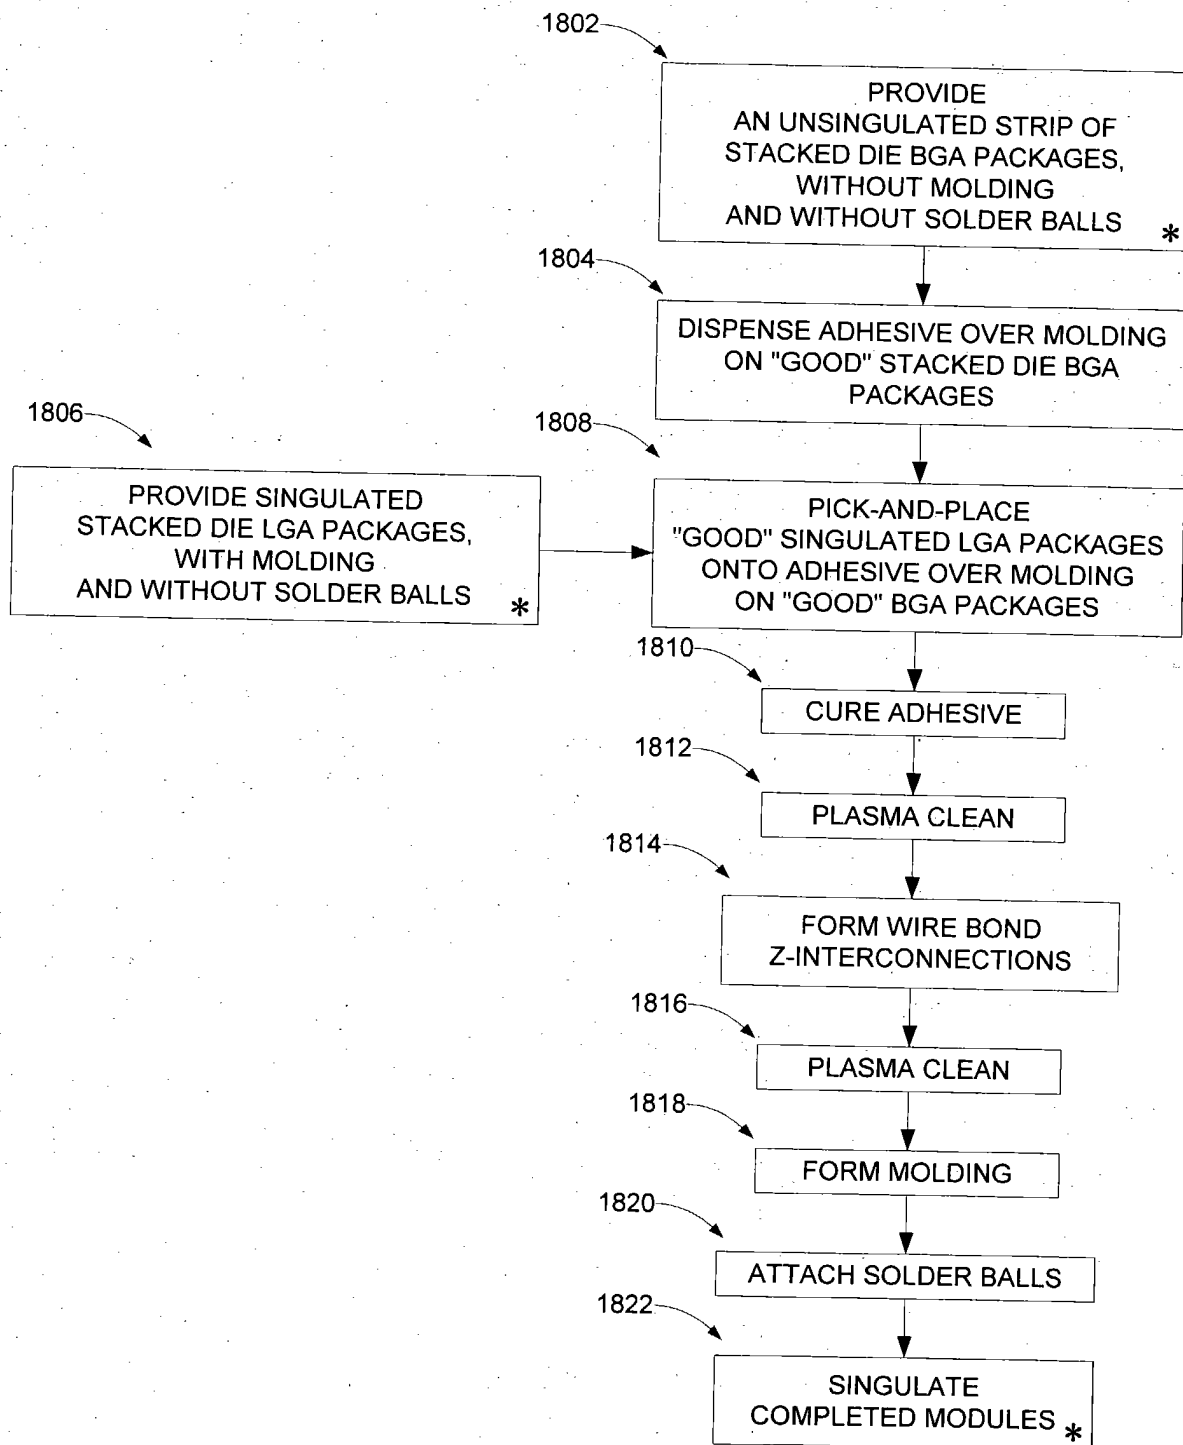 1802
PROVIDE
AN UNSINGULATED STRIP OF
STACKED DIE BGA PACKAGES,
WITHOUT MOLDING
AND WITHOUT SOLDER BALLS *
1804
DISPENSE ADHESIVE OVER MOLDING
ON "GOOD" STACKED DIE BGA
PACKAGES
1806
PROVIDE SINGULATED
STACKED DIE LGA PACKAGES,
WITH MOLDING
AND WITHOUT SOLDER BALLS *
1808
PICK-AND-PLACE
"GOOD" SINGULATED LGA PACKAGES
ONTO ADHESIVE OVER MOLDING
ON "GOOD" BGA PACKAGES
1810
CURE ADHESIVE
1812
PLASMA CLEAN
1814
FORM WIRE BOND
Z-INTERCONNECTIONS
1816
PLASMA CLEAN
1818
FORM MOLDING
1820
ATTACH SOLDER BALLS
1822
SINGULATE
COMPLETED MODULES *